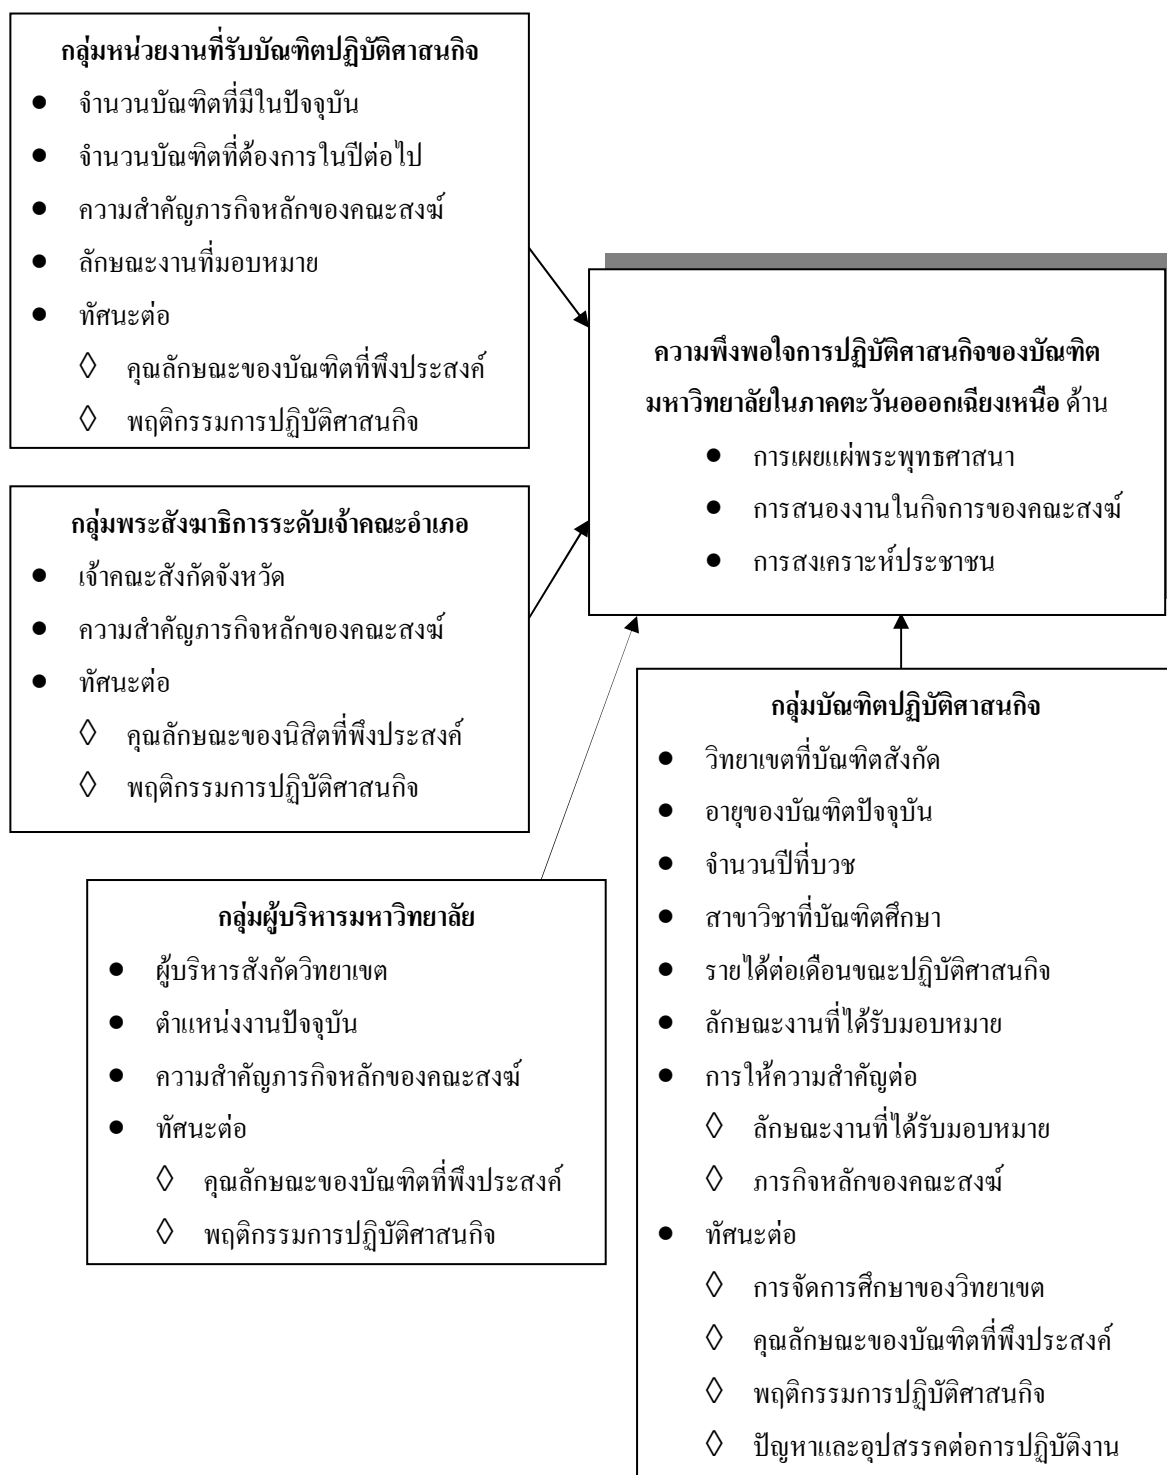 กลุ่มหน่วยงานที่รับบัณฑิตปฏิบัติศาสนกิจ
● จำนวนบัณฑิตที่มีในปัจจุบัน
● จำนวนบัณฑิตที่ต้องการในปีต่อไป
● ความสำคัญภารกิจหลักของคณะสงฆ์
● ลักษณะงานที่มอบหมาย
● ทัศนะต่อ
◊ คุณลักษณะของบัณฑิตที่พึงประสงค์
◊ พฤติกรรมการปฏิบัติศาสนกิจ
กลุ่มพระสังฆาธิการระดับเจ้าคณะอำเภอ
● เจ้าคณะสังกัดจังหวัด
● ความสำคัญภารกิจหลักของคณะสงฆ์
● ทัศนะต่อ
◊ คุณลักษณะของนิสิตที่พึงประสงค์
◊ พฤติกรรมการปฏิบัติศาสนกิจ
กลุ่มผู้บริหารมหาวิทยาลัย
● ผู้บริหารสังกัดวิทยาเขต
● ตำแหน่งงานปัจจุบัน
● ความสำคัญภารกิจหลักของคณะสงฆ์
● ทัศนะต่อ
◊ คุณลักษณะของบัณฑิตที่พึงประสงค์
◊ พฤติกรรมการปฏิบัติศาสนกิจ
ความพึงพอใจการปฏิบัติศาสนกิจของบัณฑิต
มหาวิทยาลัยในภาคตะวันอออกเฉียงเหนือ ด้าน
● การเผยแผ่พระพุทธศาสนา
● การสนองงานในกิจการของคณะสงฆ์
● การสงเคราะห์ประชาชน
กลุ่มบัณฑิตปฏิบัติศาสนกิจ
● วิทยาเขตที่บัณฑิตสังกัด
● อายุของบัณฑิตปัจจุบัน
● จำนวนปีที่บวช
● สาขาวิชาที่บัณฑิตศึกษา
● รายได้ต่อเดือนขณะปฏิบัติศาสนกิจ
● ลักษณะงานที่ได้รับมอบหมาย
● การให้ความสำคัญต่อ
◊ ลักษณะงานที่ได้รับมอบหมาย
◊ ภารกิจหลักของคณะสงฆ์
● ทัศนะต่อ
◊ การจัดการศึกษาของวิทยาเขต
◊ คุณลักษณะของบัณฑิตที่พึงประสงค์
◊ พฤติกรรมการปฏิบัติศาสนกิจ
◊ ปัญหาและอุปสรรคต่อการปฏิบัติงาน